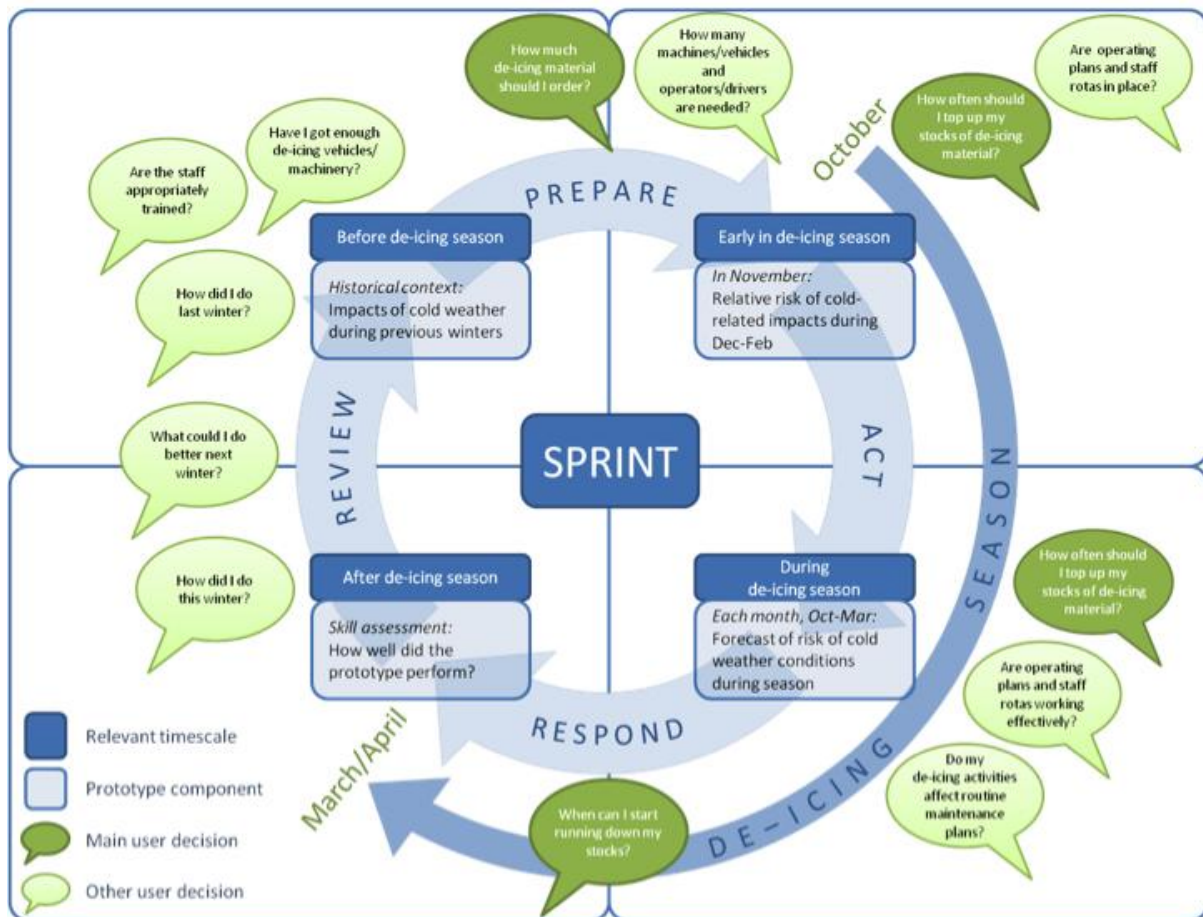 How much
de-icing material
should I order?
How many
machines/vehicles
and
operators/drivers
are needed?
Are operating
plans and staff
rotas in place?
How often should
I top up my
stocks of de-icing
material?
October
Have I got enough
de-icing vehicles/
machinery?
Are the staff
appropriately
trained?
PREPARE
Before de-icing season
Historical context:
Impacts of cold weather
during previous winters
Early in de-icing season
In November:
Relative risk of cold-
related impacts during
Dec-Feb
How did I do
last winter?
What could I do
better next
winter?
REVIEW
SPRINT
ACT
How did I do
this winter?
After de-icing season
Skill assessment:
How well did the
prototype perform?
During
de-icing season
Each month, Oct-Mar:
Forecast of risk of cold
weather conditions
during season
How often should
I top up my
stocks of de-icing
material?
Are operating
plans and staff
rotas working
effectively?
Do my
de-icing activities
affect routine
maintenance
plans?
RESPOND
DE-ICING SEASON
March/April
When can I start
running down my
stocks?
Relevant timescale
Prototype component
Main user decision
Other user decision